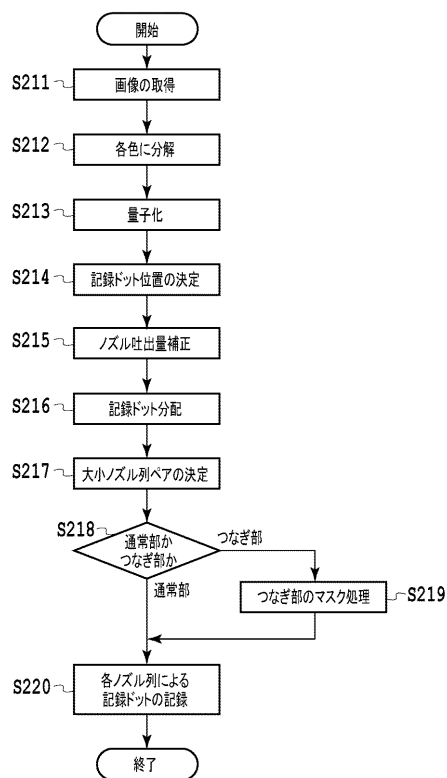 開始
S211
画像の取得
S212
各色に分解
S213
量子化
S214
記録ドット位置の決定
S215
ノズル吐出量補正
S216
記録ドット分配
S217
大小ノズル列ペアの決定
S218
通常部か
つなぎ部か
つなぎ部
通常部
つなぎ部のマスク処理
S219
S220
各ノズル列による
記録ドットの記録
終了